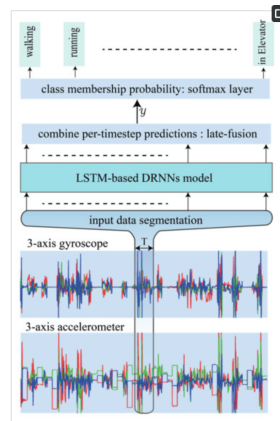 walking
running
in Elevator
class membership probability: softmax layer
y
combine per-timestep predictions : late-fusion
LSTM-based DRNNs model
input data segmentation
T
3-axis gyroscope
3-axis accelerometer